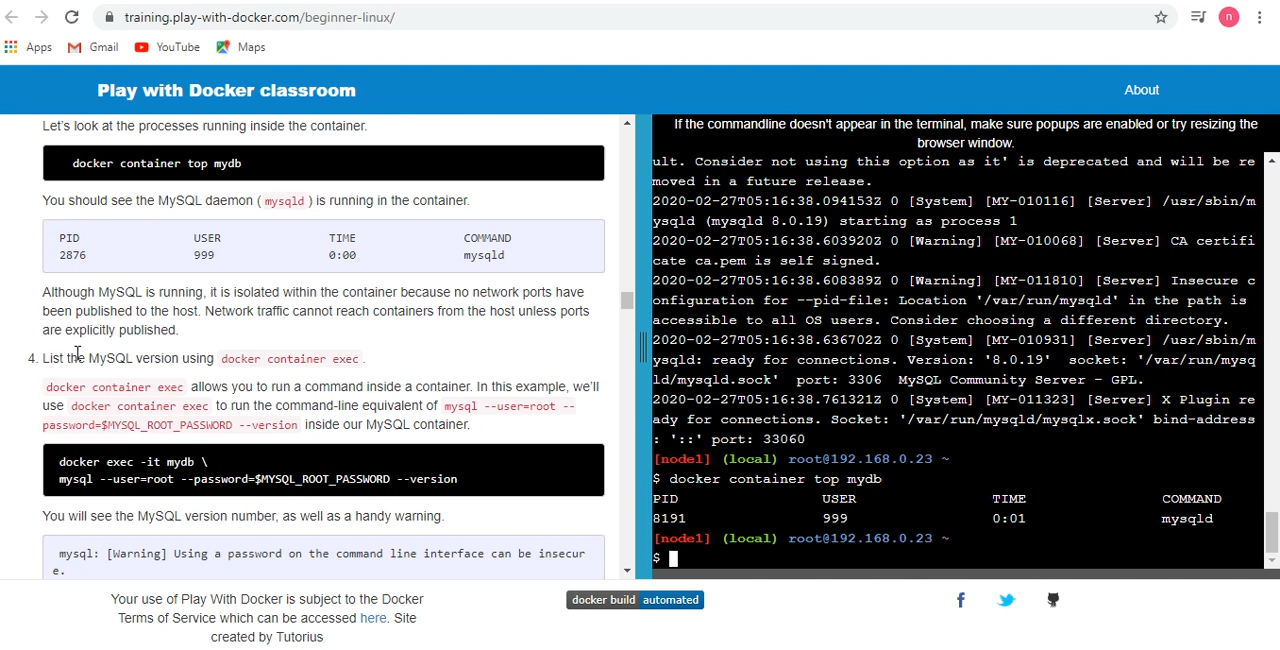 training.play-with-docker.com/beginner-linux/
n
Apps
Gmail
YouTube
Maps
Play with Docker classroom
About
Let's look at the processes running inside the container.
docker container top mydb
You should see the MySQL daemon ( mysqld ) is running in the container.
PID USER TIME COMMAND
2876 999 0:00 mysqld
Although MySQL is running, it is isolated within the container because no network ports have
been published to the host. Network traffic cannot reach containers from the host unless ports
are explicitly published.
4. List the MySQL version using docker container exec .
docker container exec allows you to run a command inside a container. In this example, we'll
use docker container exec to run the command-line equivalent of mysql --user=root --
password=$MYSQL_ROOT_PASSWORD --version inside our MySQL container.
docker exec -it mydb \
mysql --user=root --password=$MYSQL_ROOT_PASSWORD --version
You will see the MySQL version number, as well as a handy warning.
mysql: [Warning] Using a password on the command line interface can be insecur
e.
If the commandline doesn't appear in the terminal, make sure popups are enabled or try resizing the
browser window.
ult. Consider not using this option as it' is deprecated and will be re
moved in a future release.
2020-02-27T05:16:38.094153Z 0 [System] [MY-010116] [Server] /usr/sbin/m
ysqld (mysqld 8.0.19) starting as process 1
2020-02-27T05:16:38.603920Z 0 [Warning] [MY-010068] [Server] CA certifi
cate ca.pem is self signed.
2020-02-27T05:16:38.608389Z 0 [Warning] [MY-011810] [Server] Insecure c
onfiguration for --pid-file: Location '/var/run/mysqld' in the path is
accessible to all OS users. Consider choosing a different directory.
2020-02-27T05:16:38.636702Z 0 [System] [MY-010931] [Server] /usr/sbin/m
ysqld: ready for connections. Version: '8.0.19'  socket: '/var/run/mysq
ld/mysqld.sock'  port: 3306  MySQL Community Server - GPL.
2020-02-27T05:16:38.761321Z 0 [System] [MY-011323] [Server] X Plugin re
ady for connections. Socket: '/var/run/mysqld/mysqlx.sock' bind-address
: '::' port: 33060
[node1] (local) root@192.168.0.23 ~
$ docker container top mydb
PID USER TIME COMMAND
8191 999 0:01 mysqld
[node1] (local) root@192.168.0.23 ~
$
Your use of Play With Docker is subject to the Docker
Terms of Service which can be accessed here. Site
created by Tutorius
docker build automated